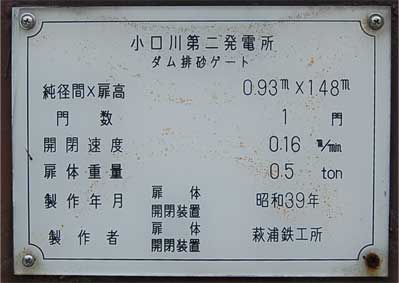 小口川第二発電所
ダム排砂ゲート
純径間×扉高 0.93m×1.48m
門数 1門
開閉速度 0.16 m/min
扉体重量 0.5 ton
製作年月 扉体 開閉装置 昭和39年
製作者 扉体 開閉装置 萩浦鉄工所